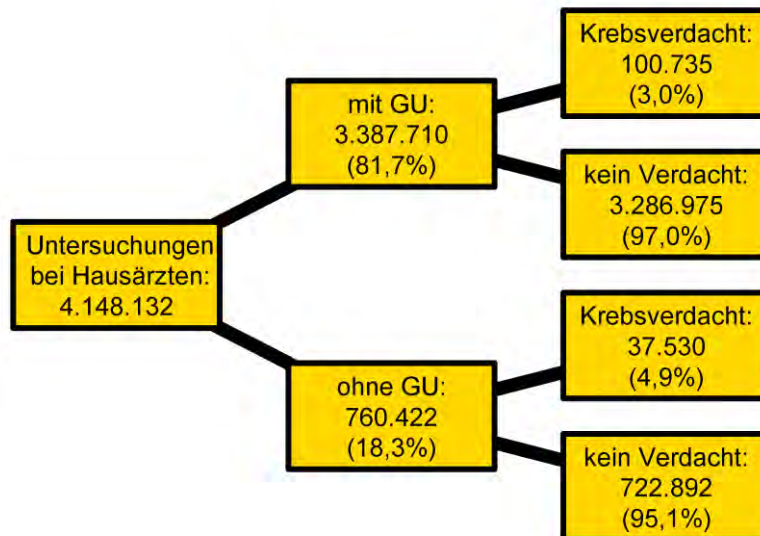 Untersuchungen
bei Hausärzten:
4.148.132
mit GU:
3.387.710
(81,7%)
Krebsverdacht:
100.735
(3,0%)
kein Verdacht:
3.286.975
(97,0%)
ohne GU:
760.422
(18,3%)
Krebsverdacht:
37.530
(4,9%)
kein Verdacht:
722.892
(95,1%)